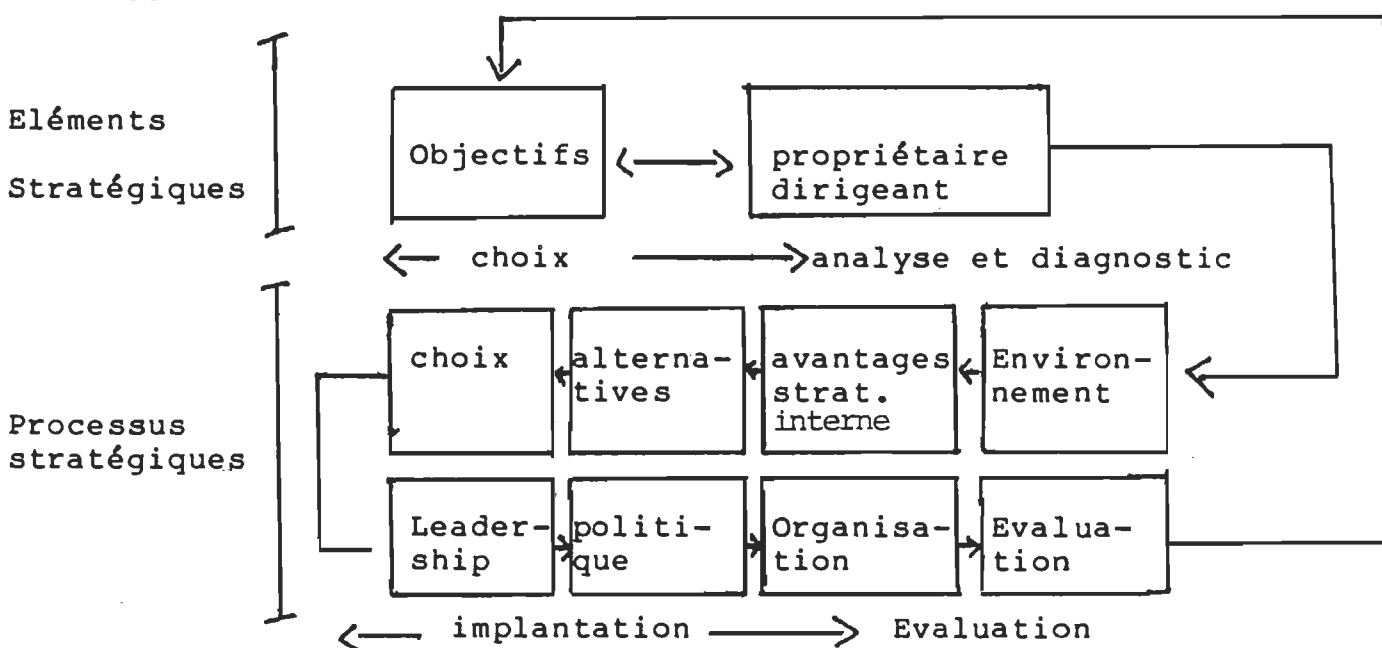 Eléments
Stratégiques
Objectifs
propriétaire
dirigeant
choix
analyse et diagnostic
Processus
stratégiques
choix
alterna-
tives
avantages
strat.
interne
Environ-
nement
Leader-
ship
politi-
que
Organisa-
tion
Evalua-
tion
implantation
Evaluation